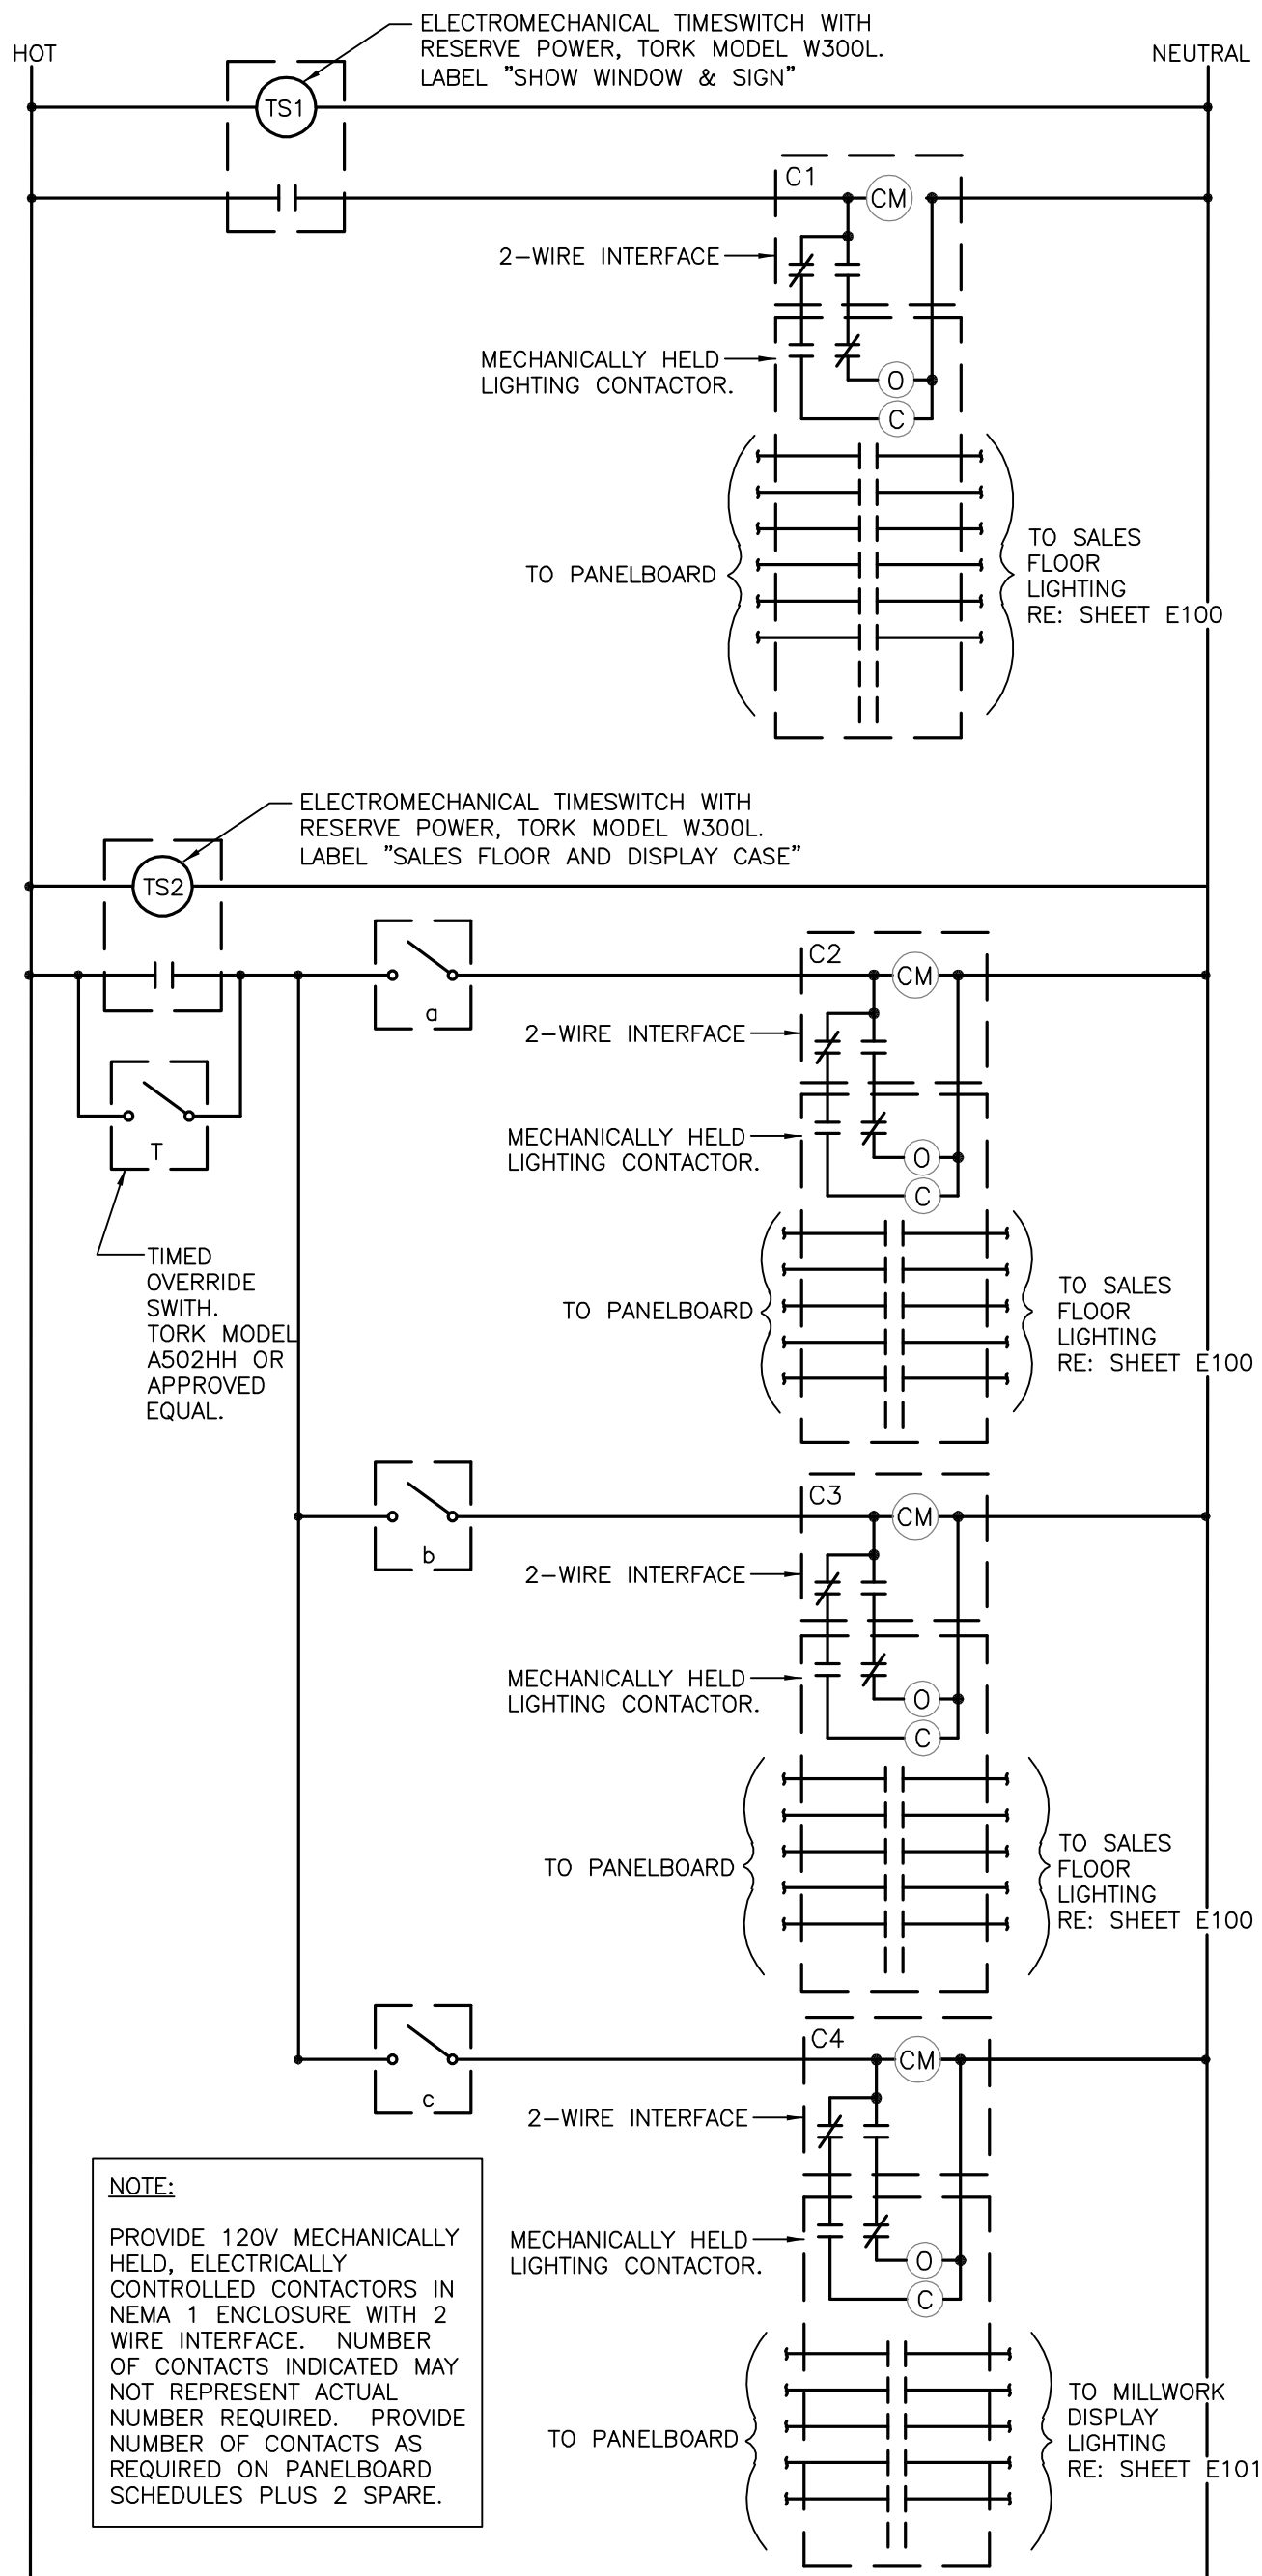 HOT
NEUTRAL
ELECTROMECHANICAL TIMESWITCH WITH
RESERVE POWER, TORK MODEL W300L.
LABEL "SHOW WINDOW & SIGN"
TS1
C1
CM
2-WIRE INTERFACE
MECHANICALLY HELD
LIGHTING CONTACTOR.
O
C
TO PANELBOARD
TO SALES
FLOOR
LIGHTING
RE: SHEET E100
ELECTROMECHANICAL TIMESWITCH WITH
RESERVE POWER, TORK MODEL W300L.
LABEL "SALES FLOOR AND DISPLAY CASE"
TS2
a
T
TIMED
OVERRIDE
SWITH.
TORK MODEL
A502HH OR
APPROVED
EQUAL.
C2
CM
2-WIRE INTERFACE
MECHANICALLY HELD
LIGHTING CONTACTOR.
O
C
TO PANELBOARD
TO SALES
FLOOR
LIGHTING
RE: SHEET E100
b
C3
CM
2-WIRE INTERFACE
MECHANICALLY HELD
LIGHTING CONTACTOR.
O
C
TO PANELBOARD
TO SALES
FLOOR
LIGHTING
RE: SHEET E100
c
C4
CM
2-WIRE INTERFACE
MECHANICALLY HELD
LIGHTING CONTACTOR.
O
C
TO PANELBOARD
TO MILLWORK
DISPLAY
LIGHTING
RE: SHEET E101
NOTE:
PROVIDE 120V MECHANICALLY
HELD, ELECTRICALLY
CONTROLLED CONTACTORS IN
NEMA 1 ENCLOSURE WITH 2
WIRE INTERFACE. NUMBER
OF CONTACTS INDICATED MAY
NOT REPRESENT ACTUAL
NUMBER REQUIRED. PROVIDE
NUMBER OF CONTACTS AS
REQUIRED ON PANELBOARD
SCHEDULES PLUS 2 SPARE.